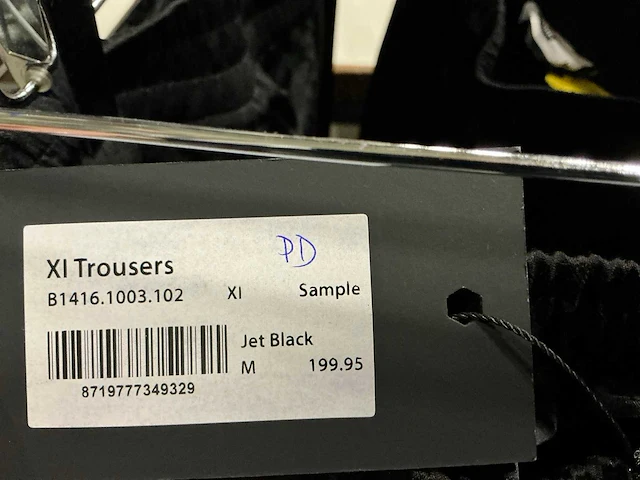 PD
XI Trousers
B1416.1003.102 XI Sample
Jet Black
M 199.95
8719777349329